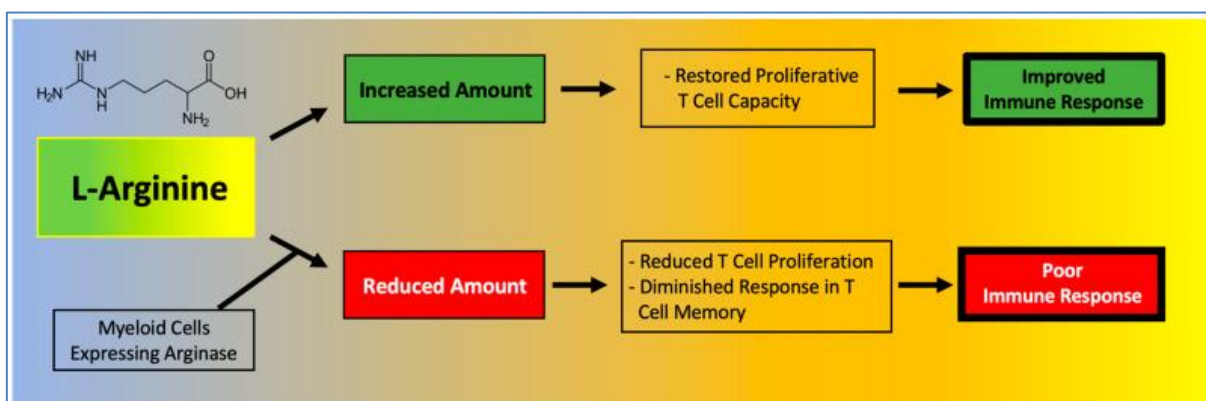 NH
O
H₂N
N
H
OH
NH₂
L-Arginine
Myeloid Cells
Expressing Arginase
Increased Amount
- Restored Proliferative
T Cell Capacity
Improved
Immune Response
Reduced Amount
- Reduced T Cell Proliferation
- Diminished Response in T
Cell Memory
Poor
Immune Response